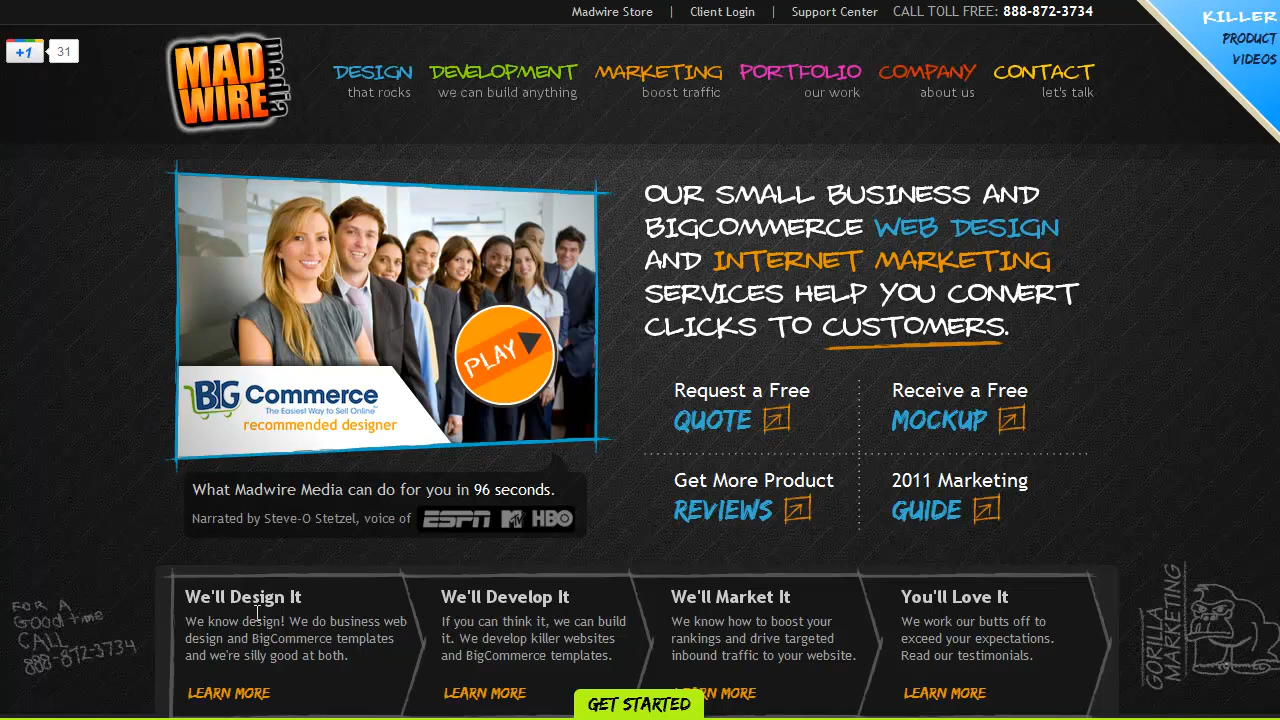 Madwire Store | Client Login | Support Center CALL TOLL FREE: 888-872-3734
KILLER
PRODUCT
VIDEOS
+1 31
MAD
WIRE
media
DESIGN DEVELOPMENT MARKETING PORTFOLIO COMPANY CONTACT
that rocks we can build anything boost traffic our work about us let's talk
OUR SMALL BUSINESS AND
BIGCOMMERCE WEB DESIGN
AND INTERNET MARKETING
SERVICES HELP YOU CONVERT
CLICKS TO CUSTOMERS.
PLAY
BIG Commerce
The Easiest Way to Sell Online
recommended designer
What Madwire Media can do for you in 96 seconds.
Narrated by Steve-O Stetzel, voice of ESPN MTV HBO
Request a Free
QUOTE
Receive a Free
MOCKUP
Get More Product
REVIEWS
2011 Marketing
GUIDE
We'll Design It
We know design! We do business web
design and BigCommerce templates
and we're silly good at both.
LEARN MORE
We'll Develop It
If you can think it, we can build
it. We develop killer websites
and BigCommerce templates.
LEARN MORE
We'll Market It
We know how to boost your
rankings and drive targeted
inbound traffic to your website.
MORE
You'll Love It
We work our butts off to
exceed your expectations.
Read our testimonials.
LEARN MORE
GET STARTED
FOR A
Good time
CALL
888-872-3734
GORILLA
MARKETING